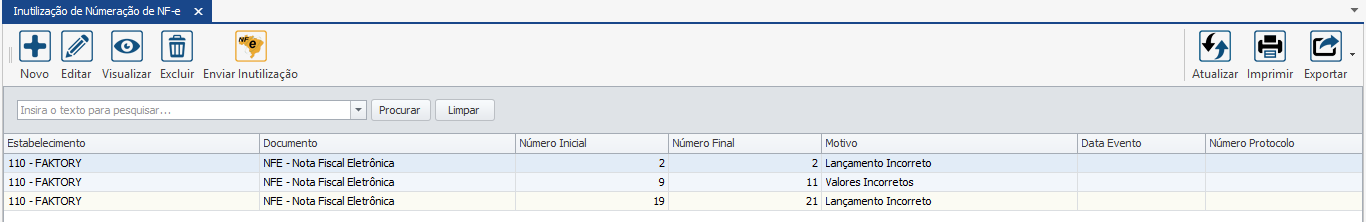 Inutilização de Númeração de NF-e
Novo Editar Visualizar Excluir NF e Enviar Inutilização Atualizar Imprimir Exportar
Insira o texto para pesquisar... Procurar Limpar
Estabelecimento Documento Número Inicial Número Final Motivo Data Evento Número Protocolo
110 - FAKTORY NFE - Nota Fiscal Eletrônica 2 2 Lançamento Incorreto
110 - FAKTORY NFE - Nota Fiscal Eletrônica 9 11 Valores Incorretos
110 - FAKTORY NFE - Nota Fiscal Eletrônica 19 21 Lançamento Incorreto